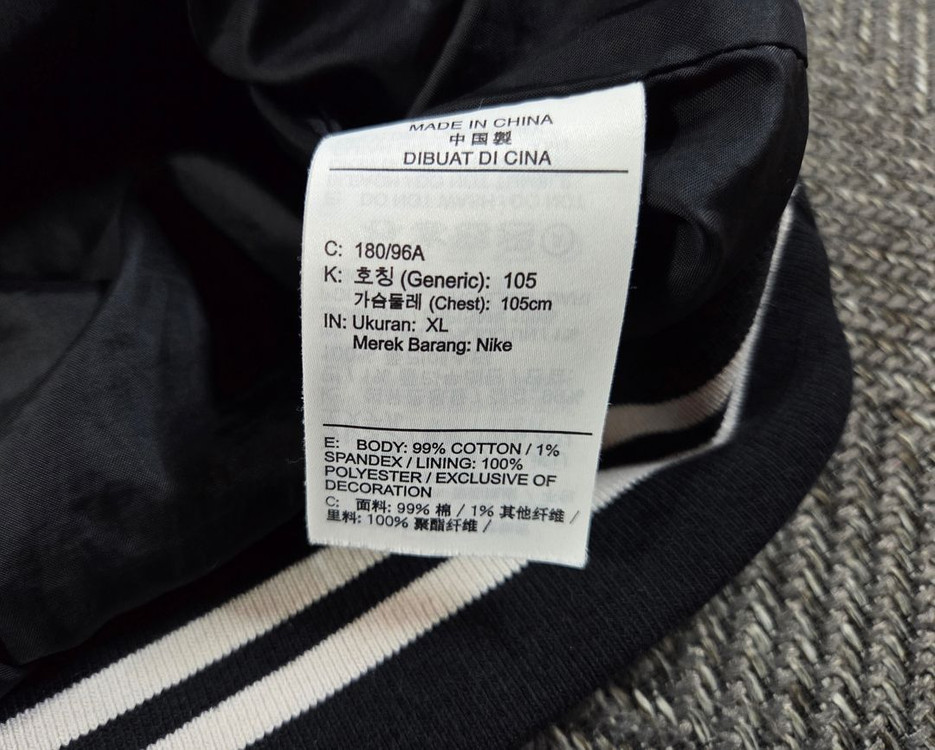 MADE IN CHINA
中国製
DIBUAT DI CINA
C: 180/96A
K: 호칭 (Generic): 105
가슴둘레 (Chest): 105cm
IN: Ukuran: XL
Merek Barang: Nike
E: BODY: 99% COTTON / 1%
SPANDEX / LINING: 100%
POLYESTER / EXCLUSIVE OF
DECORATION
C: 面料: 99% 棉 / 1% 其他纤维 /
里料: 100% 聚酯纤维 /